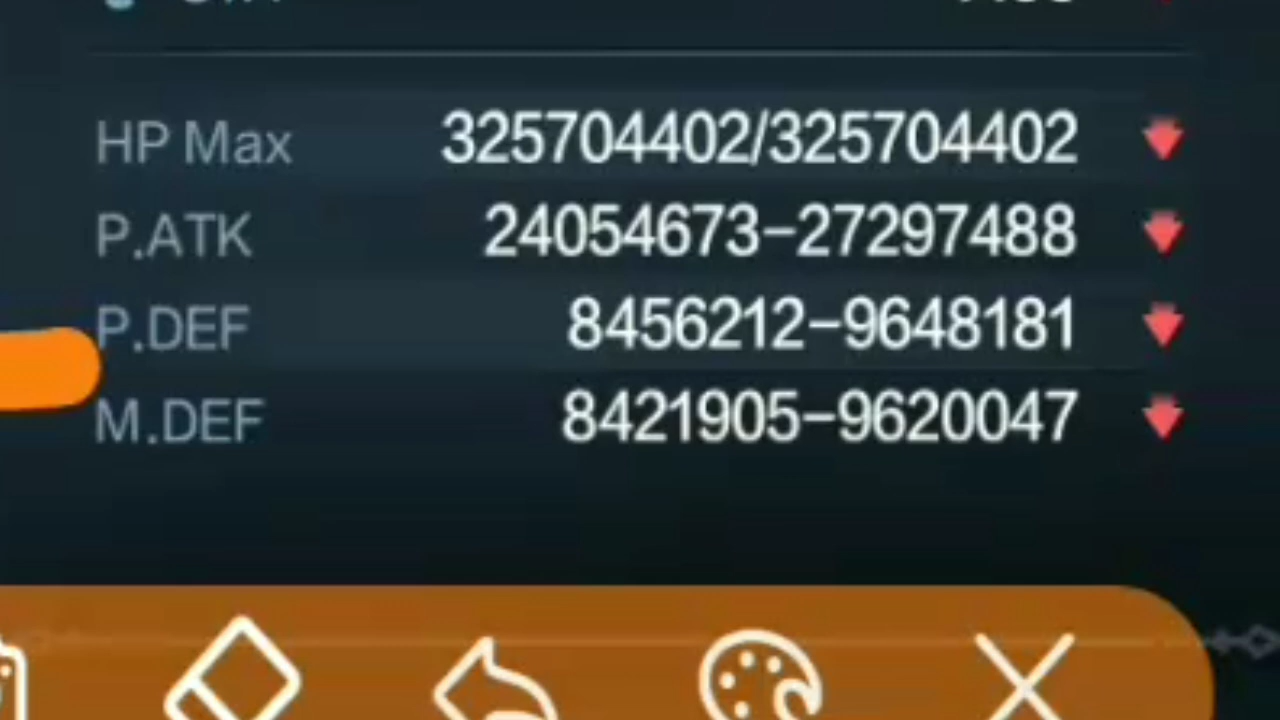 HP Max 325704402/325704402
P.ATK 24054673-27297488
P.DEF 8456212-9648181
M.DEF 8421905-9620047